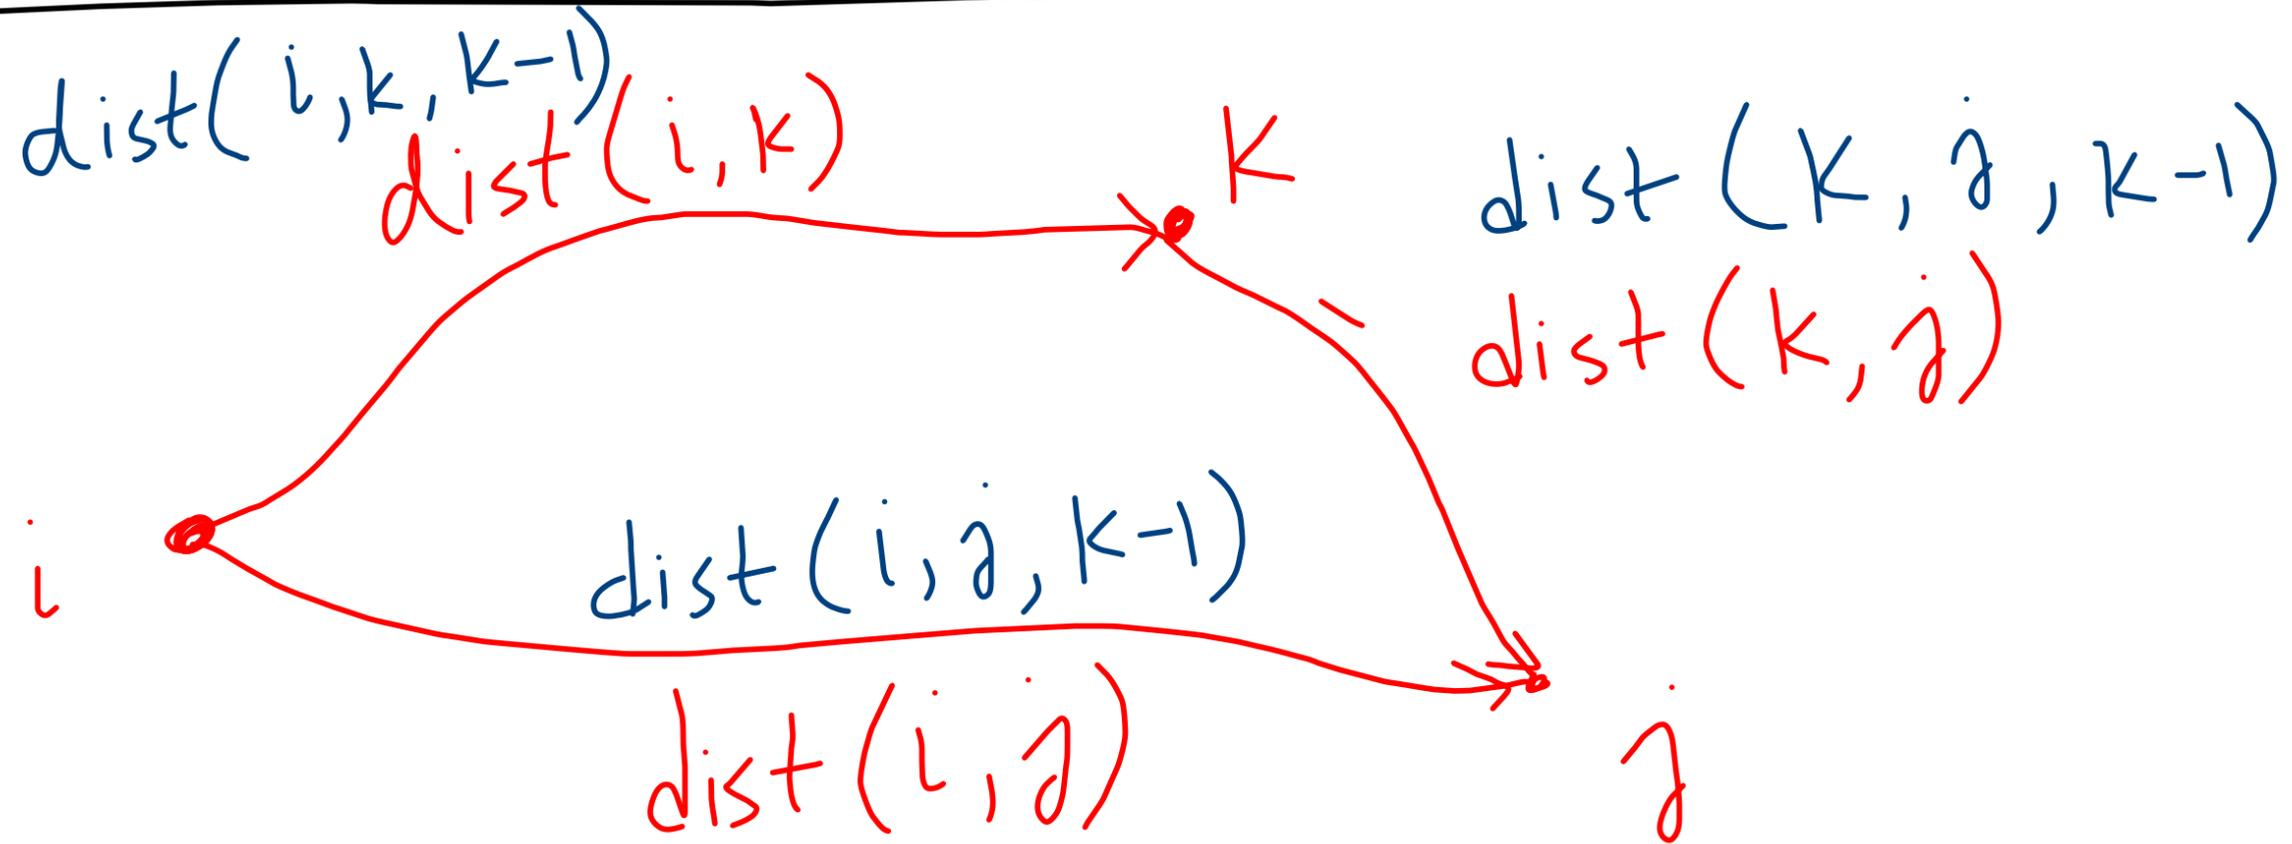 dist(i,k,k-1)
dist(i,k)
K
dist(K,j,k-1)
dist(k,j)
i
dist(i,j,k-1)
dist(i,j)
j